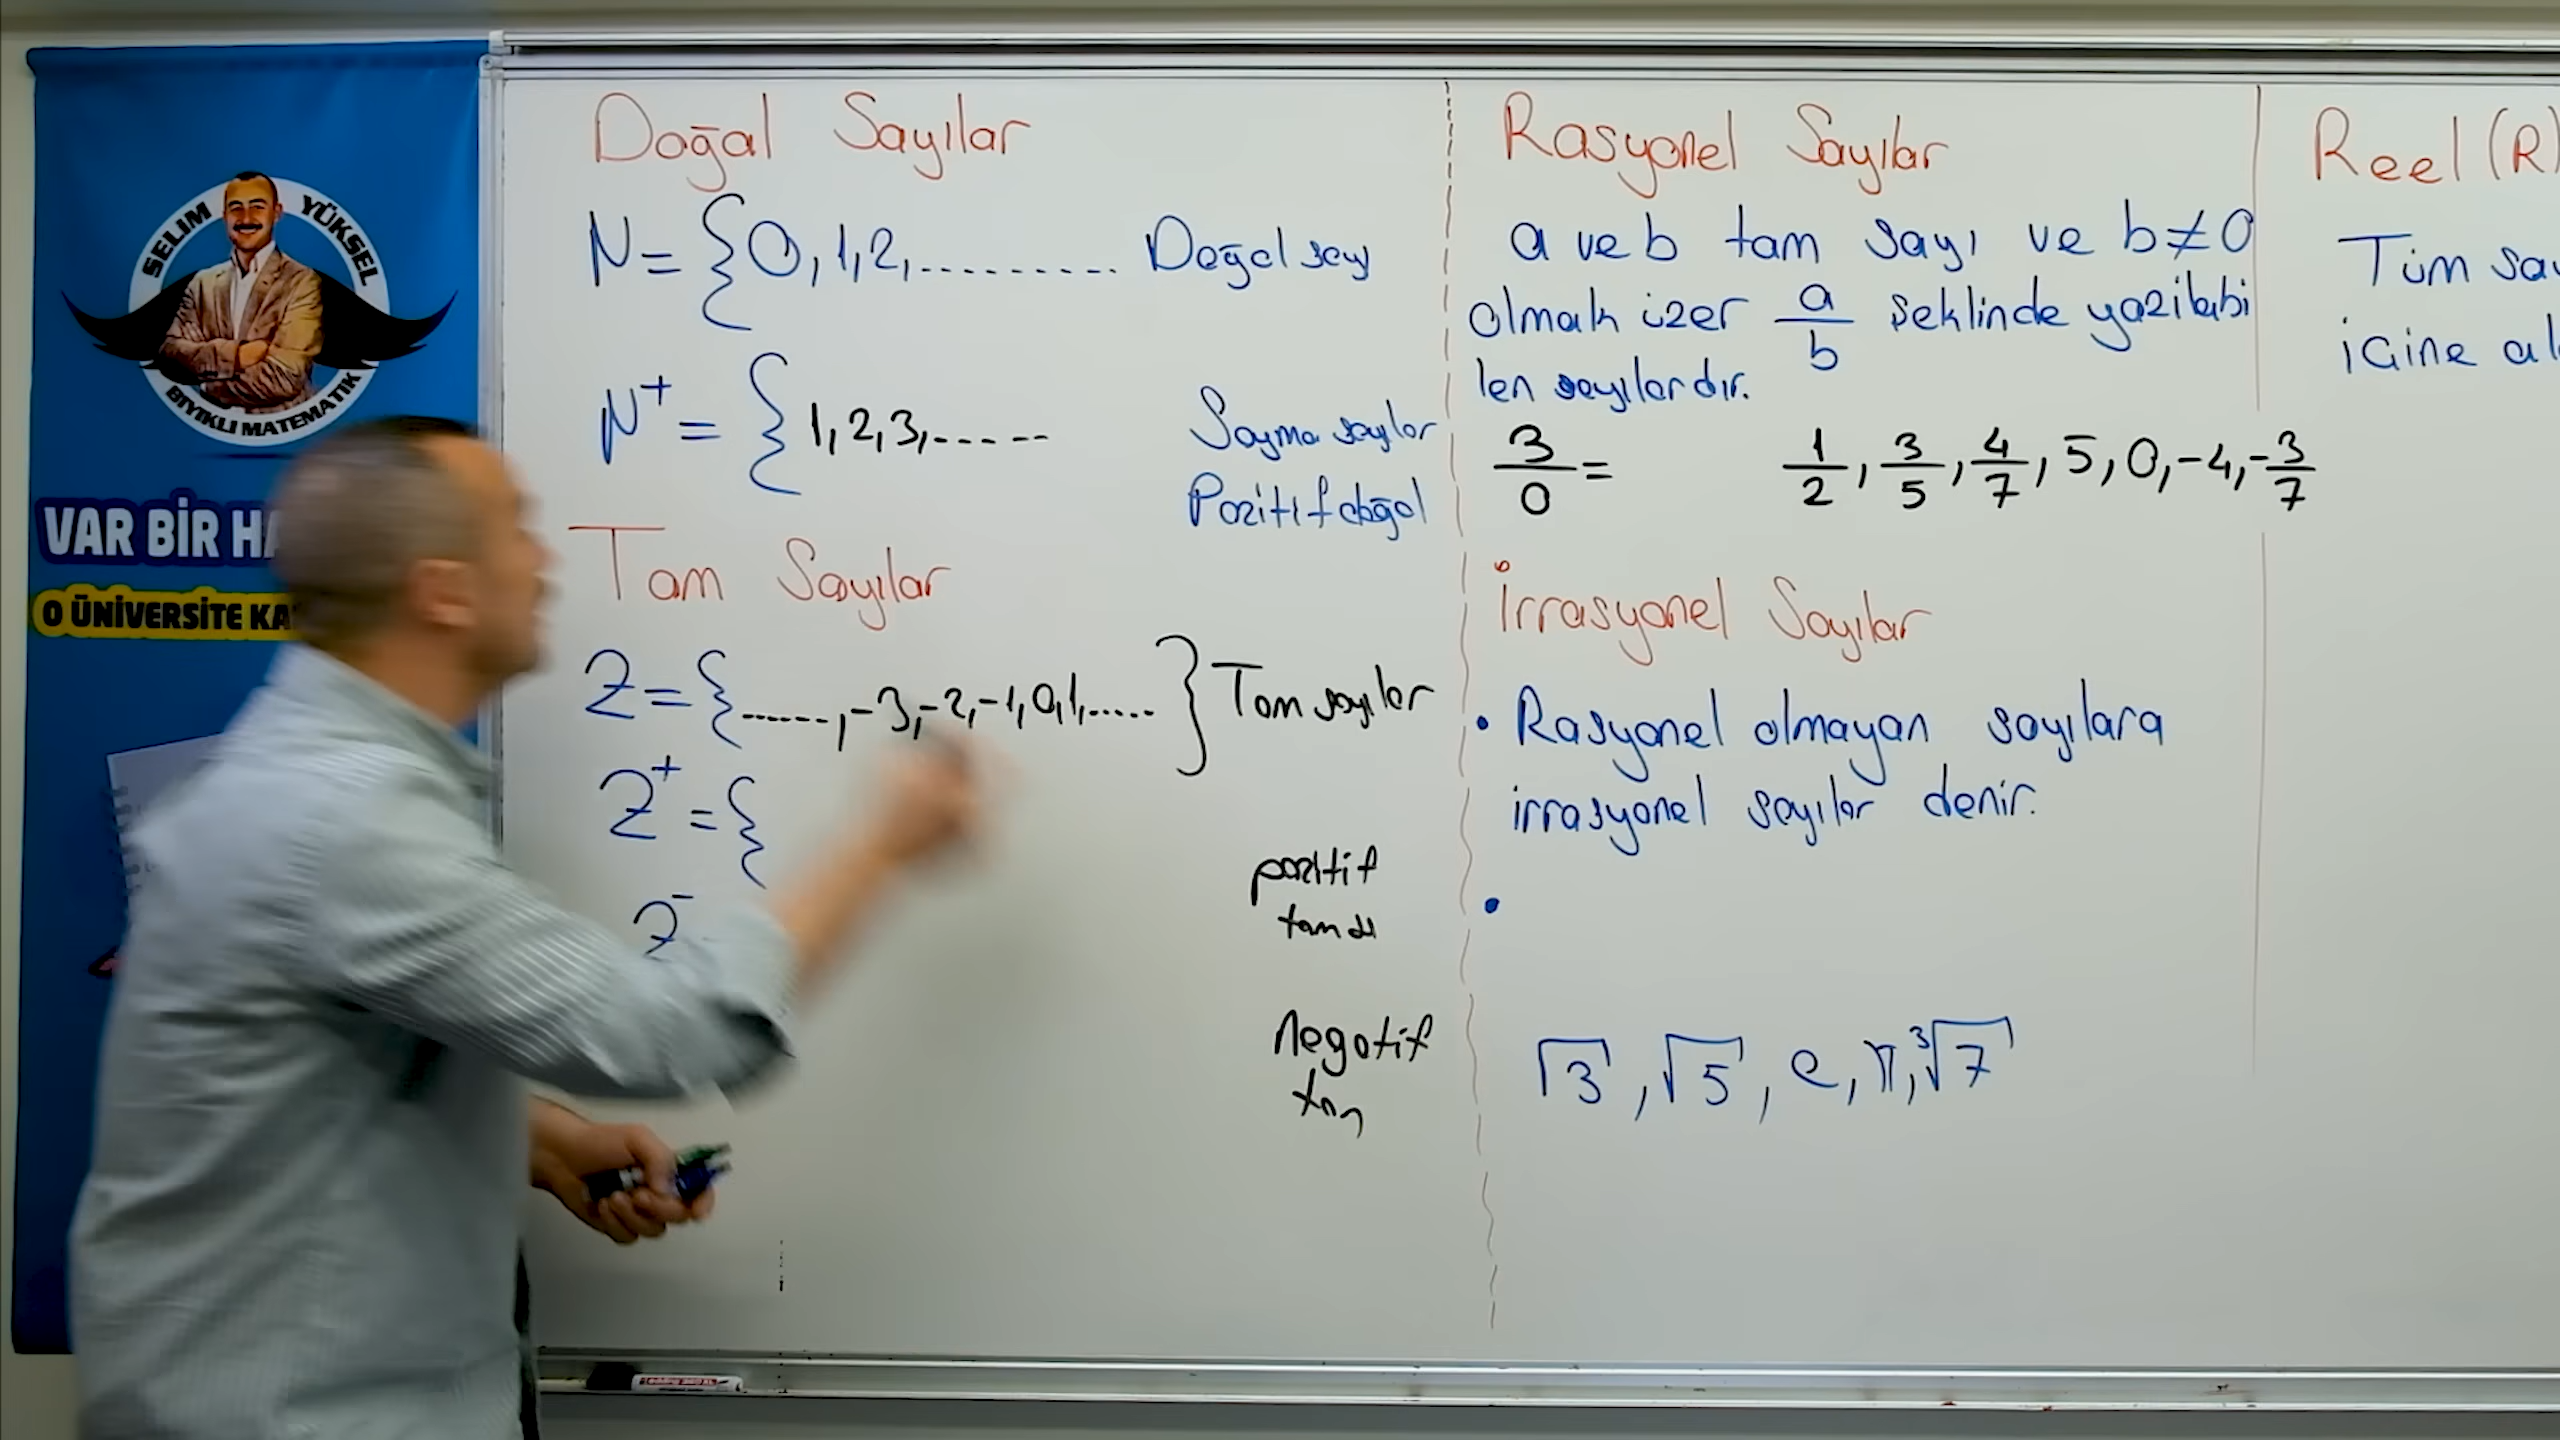 SELIM YÜKSEL
BIYIKLI MATEMATIK
VAR BİR HA
O ÜNİVERSİTE KA
Doğal Sayılar
N = {0, 1, 2, .......... Doğal sayı
N⁺ = { 1, 2, 3, ...... Sayma sayılar
Pozitif doğal
Tam Sayılar
Z = { ......, -3, -2, -1, 0, 1, ..... } Tam sayılar
Z⁺ = {
pozitif
Z⁻
negatif
tam
Rasyonel Sayılar
a ve b tam sayı ve b ≠ 0
olmak üzer a/b şeklinde yazılabi
len sayılardır.
3/0 = 1/2, 3/5, 4/7, 5, 0, -4, -3/7
İrrasyonel Sayılar
• Rasyonel olmayan sayılara
irrasyonel sayılar denir.
•
√3, √5, e, π, ³√7
Reel (R)
Tüm say
içine al